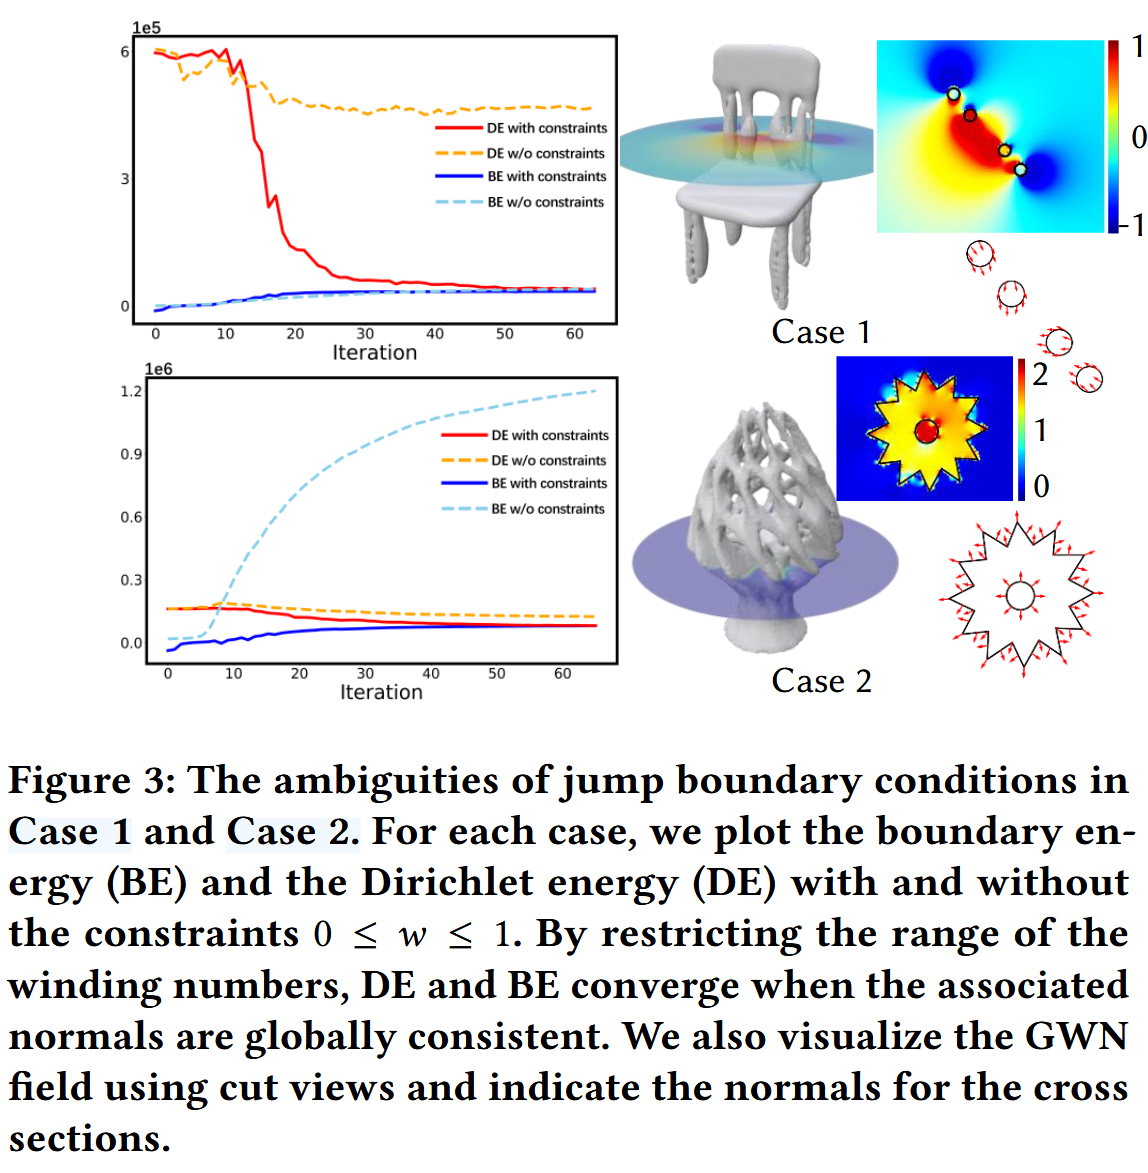 1e5
6
3
0
DE with constraints
DE w/o constraints
BE with constraints
BE w/o constraints
0 10 20 30 40 50 60
Iteration
1
0
-1
Case 1
1e6
1.2
0.9
0.6
0.3
0.0
DE with constraints
DE w/o constraints
BE with constraints
BE w/o constraints
0 10 20 30 40 50 60
Iteration
2
1
0
Case 2
Figure 3: The ambiguities of jump boundary conditions in
Case 1 and Case 2. For each case, we plot the boundary en-
ergy (BE) and the Dirichlet energy (DE) with and without
the constraints 0 ≤ w ≤ 1. By restricting the range of the
winding numbers, DE and BE converge when the associated
normals are globally consistent. We also visualize the GWN
field using cut views and indicate the normals for the cross
sections.